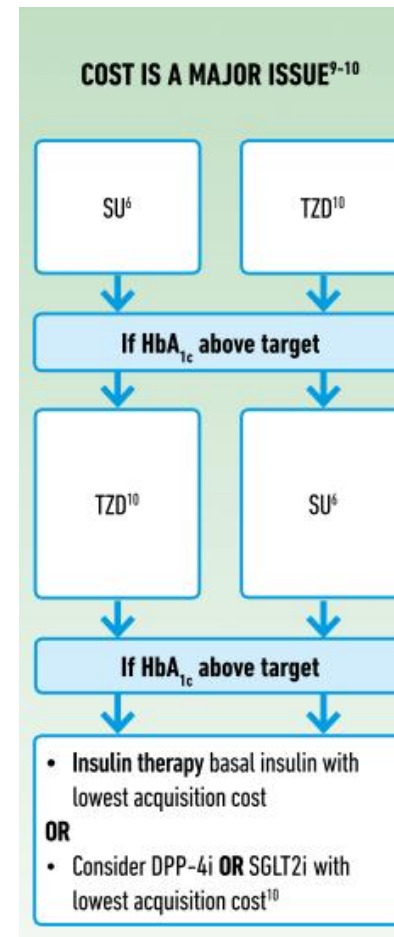 COST IS A MAJOR ISSUE⁹⁻¹⁰
SU⁶
TZD¹⁰
If HbA₁c above target
TZD¹⁰
SU⁶
If HbA₁c above target
• Insulin therapy basal insulin with
lowest acquisition cost
OR
• Consider DPP-4i OR SGLT2i with
lowest acquisition cost¹⁰